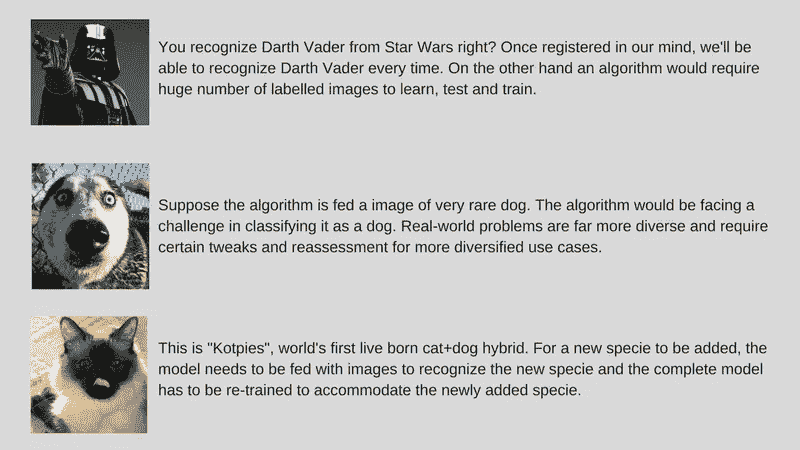 You recognize Darth Vader from Star Wars right? Once registered in our mind, we'll be
able to recognize Darth Vader every time. On the other hand an algorithm would require
huge number of labelled images to learn, test and train.
Suppose the algorithm is fed a image of very rare dog. The algorithm would be facing a
challenge in classifying it as a dog. Real-world problems are far more diverse and require
certain tweaks and reassessment for more diversified use cases.
This is "Kotpies", world's first live born cat+dog hybrid. For a new specie to be added, the
model needs to be fed with images to recognize the new specie and the complete model
has to be re-trained to accommodate the newly added specie.